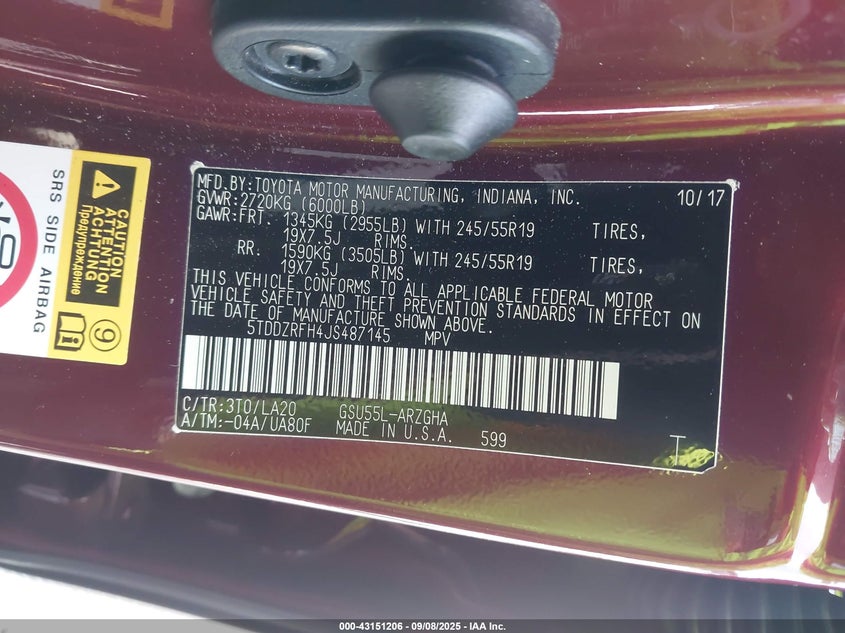 MFD.BY:TOYOTA MOTOR MANUFACTURING, INDIANA, INC. 10/17
GVWR:2720KG (6000LB)
GAWR:FRT. 1345KG (2955LB) WITH 245/55R19 TIRES,
19X7.5J RIMS.
RR. 1590KG (3505LB) WITH 245/55R19 TIRES,
19X7.5J RIMS.
THIS VEHICLE CONFORMS TO ALL APPLICABLE FEDERAL MOTOR
VEHICLE SAFETY AND THEFT PREVENTION STANDARDS IN EFFECT ON
THE DATE OF MANUFACTURE SHOWN ABOVE.
5TDDZRFH4JS487145 MPV
C/TR:3T0/LA20 GSU55L-ARZGHA
A/TM:-04A/UA80F MADE IN U.S.A. 599 T
SRS SIDE AIRBAG
CAUTION
ATTENTION
ACHTUNG
Предупреждение
9
000-43151206 - 09/08/2025 - IAA Inc.